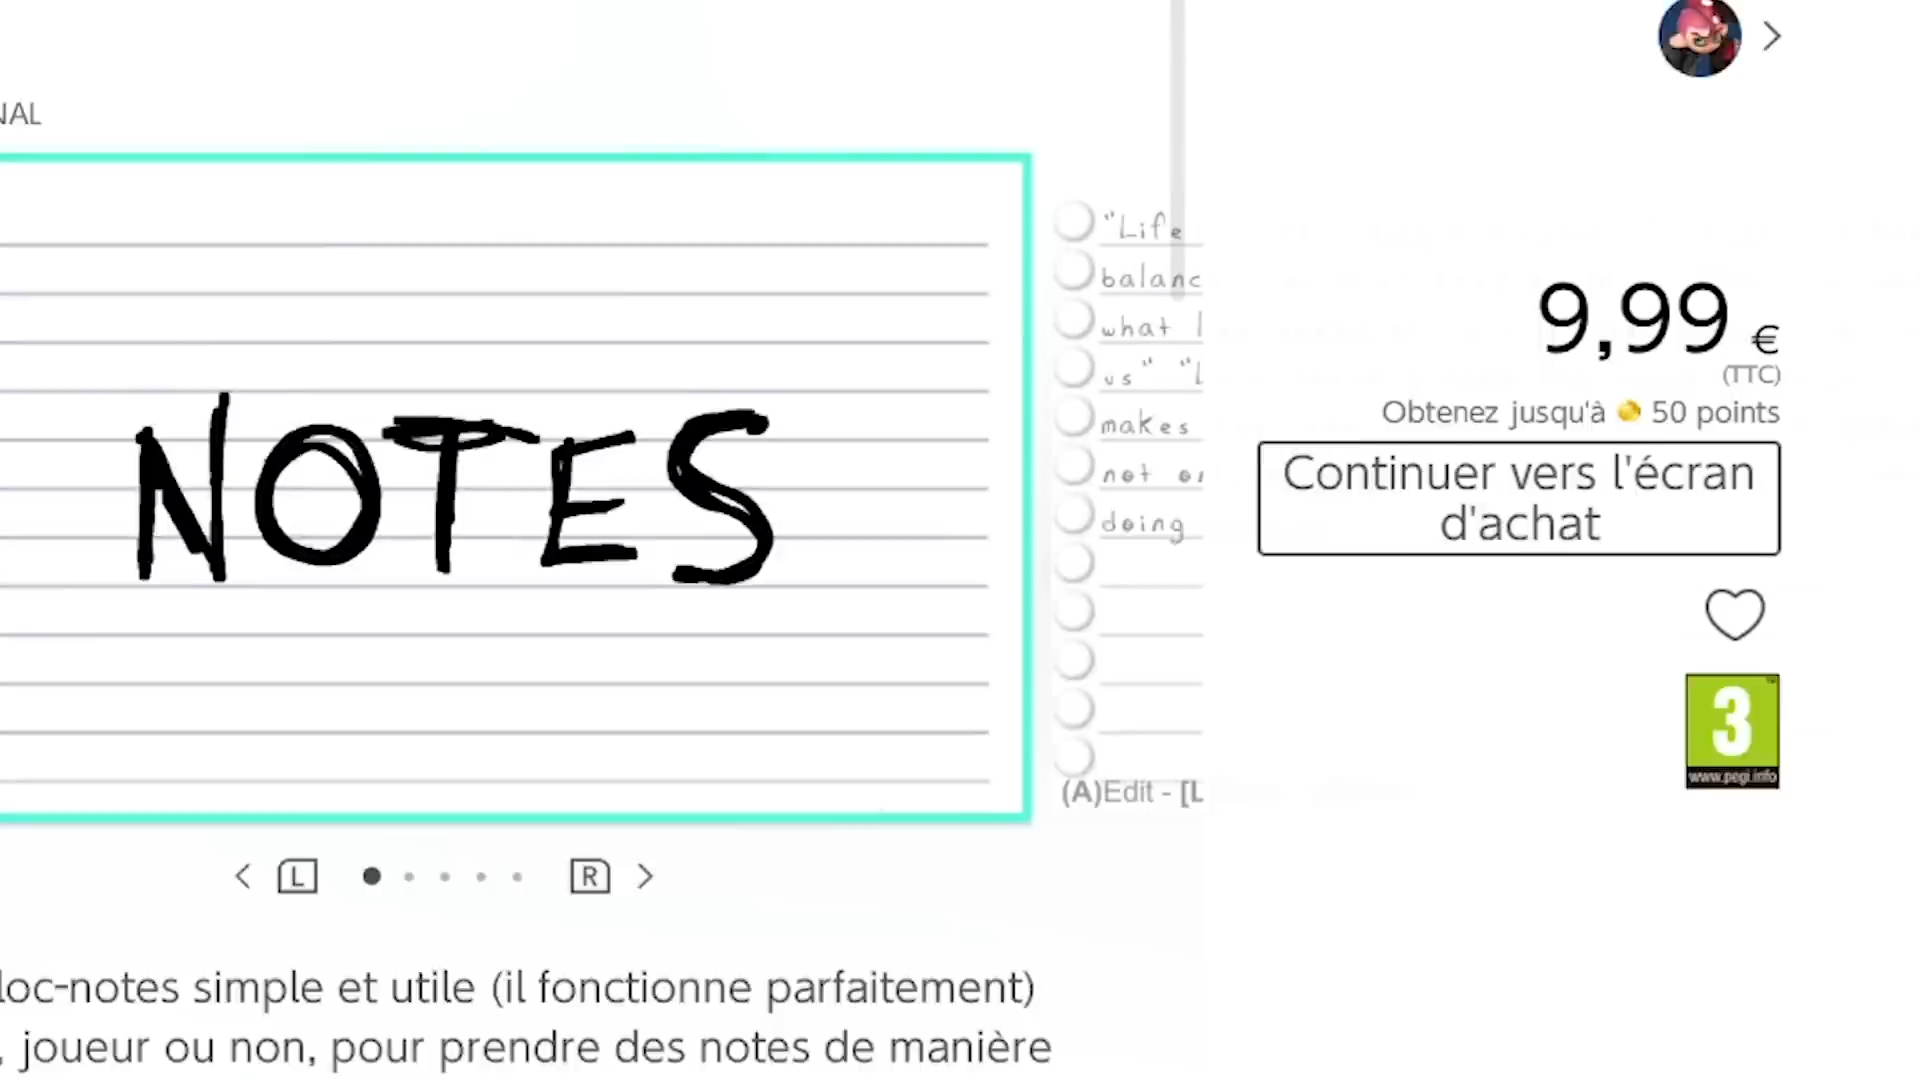 NAL
NOTES
"Life
balanc
what l
us" "L
makes
not or
doing
(A)Edit - [L
L
R
loc-notes simple et utile (il fonctionne parfaitement)
, joueur ou non, pour prendre des notes de manière
9,99 €
(TTC)
Obtenez jusqu'à 50 points
Continuer vers l'écran
d'achat
3
www.pegi.info